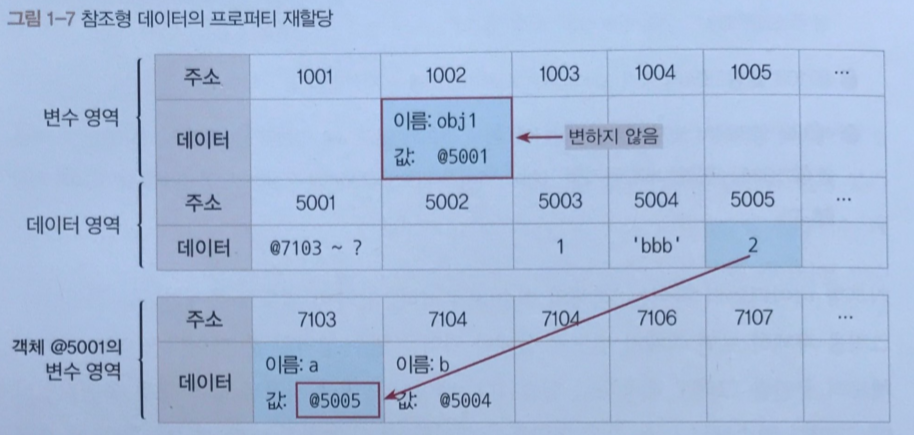 그림 1-7 참조형 데이터의 프로퍼티 재할당
변수 영역
주소 1001 1002 1003 1004 1005 …
데이터
이름: obj1
값: @5001
변하지 않음
데이터 영역
주소 5001 5002 5003 5004 5005 …
데이터 @7103 ~ ? 1 'bbb' 2
객체 @5001의
변수 영역
주소 7103 7104 7104 7106 7107 …
데이터
이름: a 이름: b
값: @5005 값: @5004